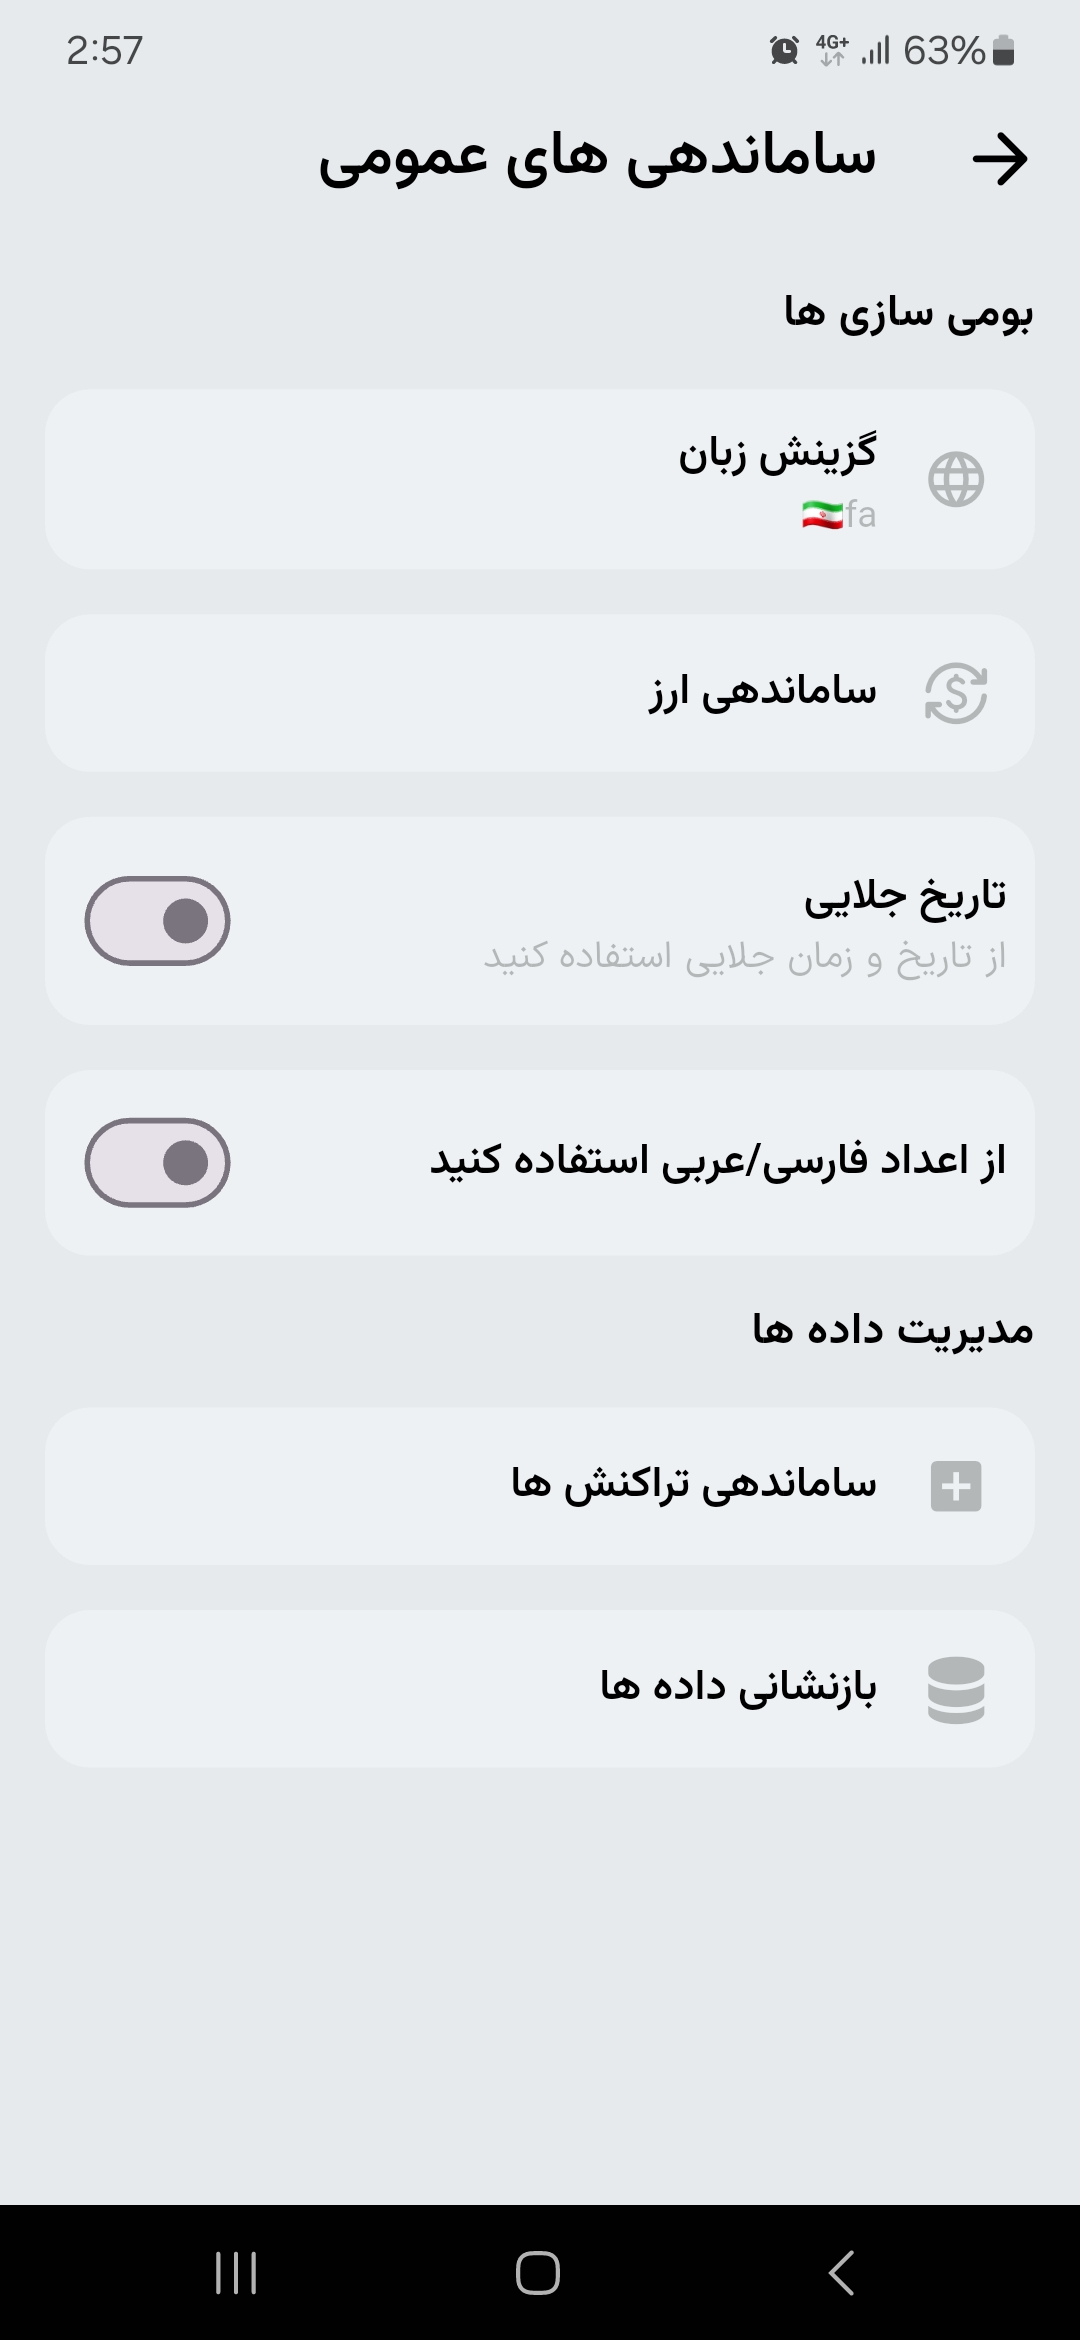 2:57
4G+
63%
ساماندهی های عمومی
بومی سازی ها
گزینش زبان
fa🇮🇷
ساماندهی ارز
تاریخ جلایی
از تاریخ و زمان جلایی استفاده کنید
از اعداد فارسی/عربی استفاده کنید
مدیریت داده ها
ساماندهی تراکنش ها
بازنشانی داده ها